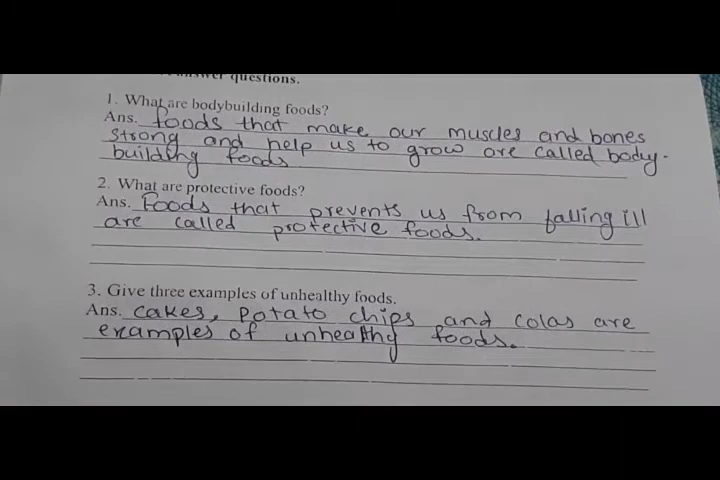 answer questions.
1. What are bodybuilding foods?
Ans. foods that make our muscles and bones
strong and help us to grow are called body-
building foods
2. What are protective foods?
Ans. Foods that prevents us from falling ill
are called protective foods.
3. Give three examples of unhealthy foods.
Ans. cakes, potato chips and colas are
examples of unhealthy foods.